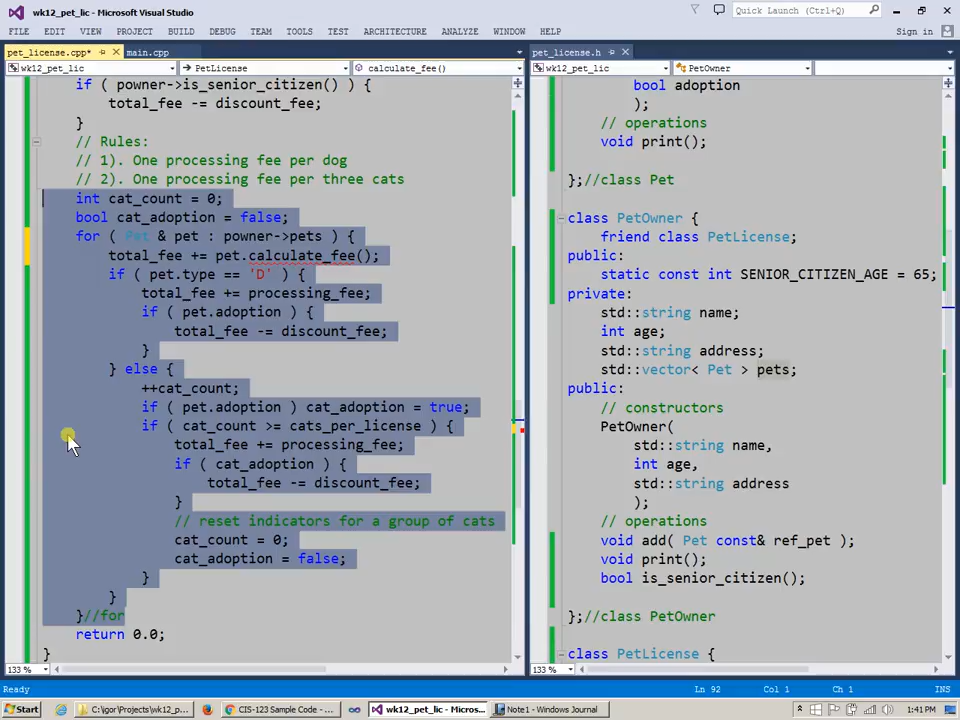 wk12_pet_lic - Microsoft Visual Studio
Quick Launch (Ctrl+Q)
FILE EDIT VIEW PROJECT BUILD DEBUG TEAM TOOLS TEST ARCHITECTURE ANALYZE WINDOW HELP
Sign in
pet_license.cpp* main.cpp
wk12_pet_lic PetLicense calculate_fee()
if ( powner->is_senior_citizen() ) {
total_fee -= discount_fee;
}
// Rules:
// 1). One processing fee per dog
// 2). One processing fee per three cats
int cat_count = 0;
bool cat_adoption = false;
for ( Pet & pet : powner->pets ) {
total_fee += pet.calculate_fee();
if ( pet.type == 'D' ) {
total_fee += processing_fee;
if ( pet.adoption ) {
total_fee -= discount_fee;
}
} else {
++cat_count;
if ( pet.adoption ) cat_adoption = true;
if ( cat_count >= cats_per_license ) {
total_fee += processing_fee;
if ( cat_adoption ) {
total_fee -= discount_fee;
}
// reset indicators for a group of cats
cat_count = 0;
cat_adoption = false;
}
}
}//for
return 0.0;
}
133 %
pet_license.h
wk12_pet_lic PetOwner
bool adoption
);
// operations
void print();
};//class Pet
class PetOwner {
friend class PetLicense;
public:
static const int SENIOR_CITIZEN_AGE = 65;
private:
std::string name;
int age;
std::string address;
std::vector< Pet > pets;
public:
// constructors
PetOwner(
std::string name,
int age,
std::string address
);
// operations
void add( Pet const& ref_pet );
void print();
bool is_senior_citizen();
};//class PetOwner
class PetLicense {
133 %
Ready Ln 92 Col 1 Ch 1 INS
Start C:\igor\Projects\wk12_p... CIS-123 Sample Code - ... wk12_pet_lic - Micros... Note1 - Windows Journal 1:41 PM